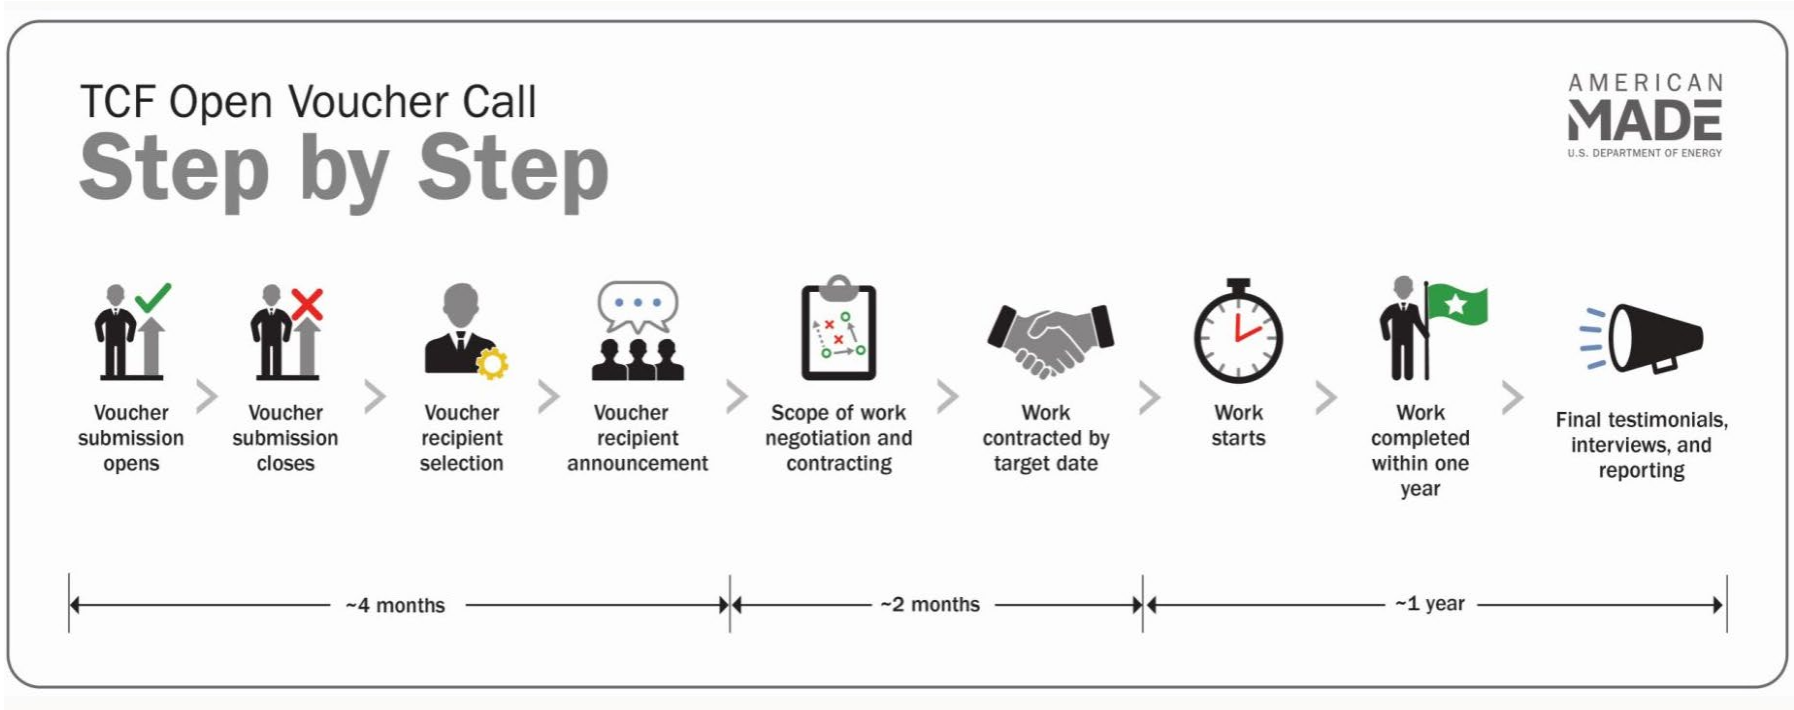 TCF Open Voucher Call
Step by Step
AMERICAN
MADE
U.S. DEPARTMENT OF ENERGY
Voucher
submission
opens
Voucher
submission
closes
Voucher
recipient
selection
Voucher
recipient
announcement
Scope of work
negotiation and
contracting
Work
contracted by
target date
Work
starts
Work
completed
within one
year
Final testimonials,
interviews, and
reporting
~4 months
~2 months
~1 year